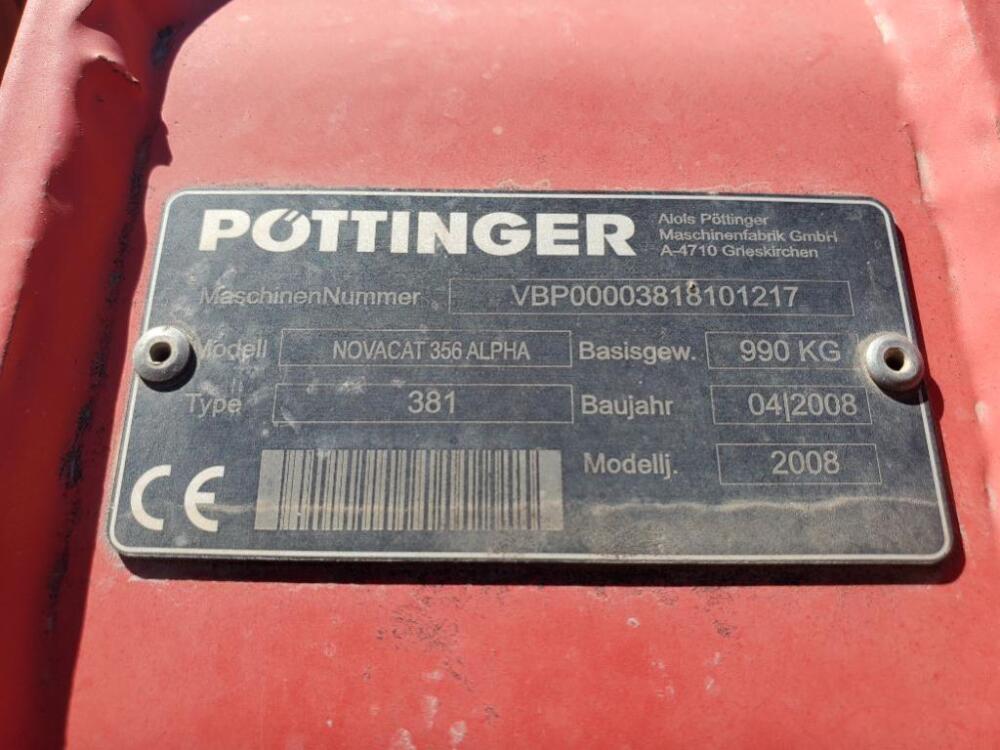 PÖTTINGER
Alois Pöttinger
Maschinenfabrik GmbH
A-4710 Grieskirchen
MaschinenNummer VBP00003818101217
Modell NOVACAT 356 ALPHA Basisgew. 990 KG
Type 381 Baujahr 04|2008
CE Modellj. 2008